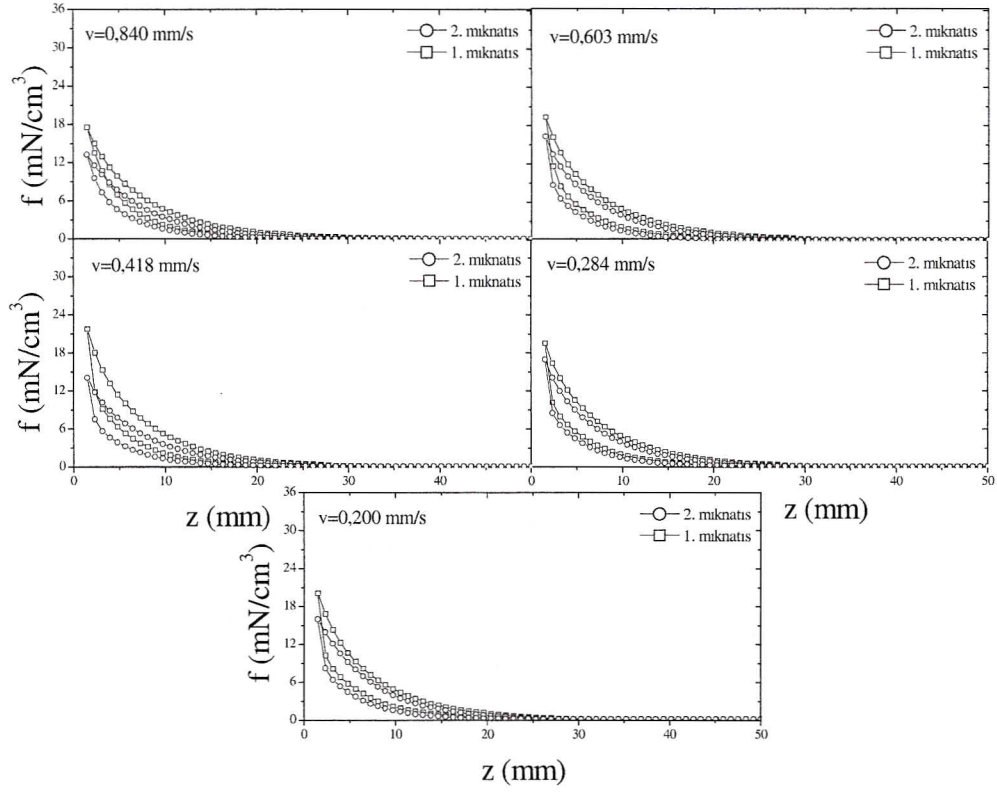 36
30
24
18
12
6
0
f (mN/cm³)
v=0,840 mm/s
2. mıknatıs
1. mıknatıs
v=0,603 mm/s
2. mıknatıs
1. mıknatıs
30
24
18
12
6
0
f (mN/cm³)
v=0,418 mm/s
2. mıknatıs
1. mıknatıs
0 10 20 30 40
z (mm)
v=0,284 mm/s
2. mıknatıs
1. mıknatıs
0 10 20 30 40 50
z (mm)
36
30
24
18
12
6
0
f (mN/cm³)
v=0,200 mm/s
2. mıknatıs
1. mıknatıs
0 10 20 30 40 50
z (mm)